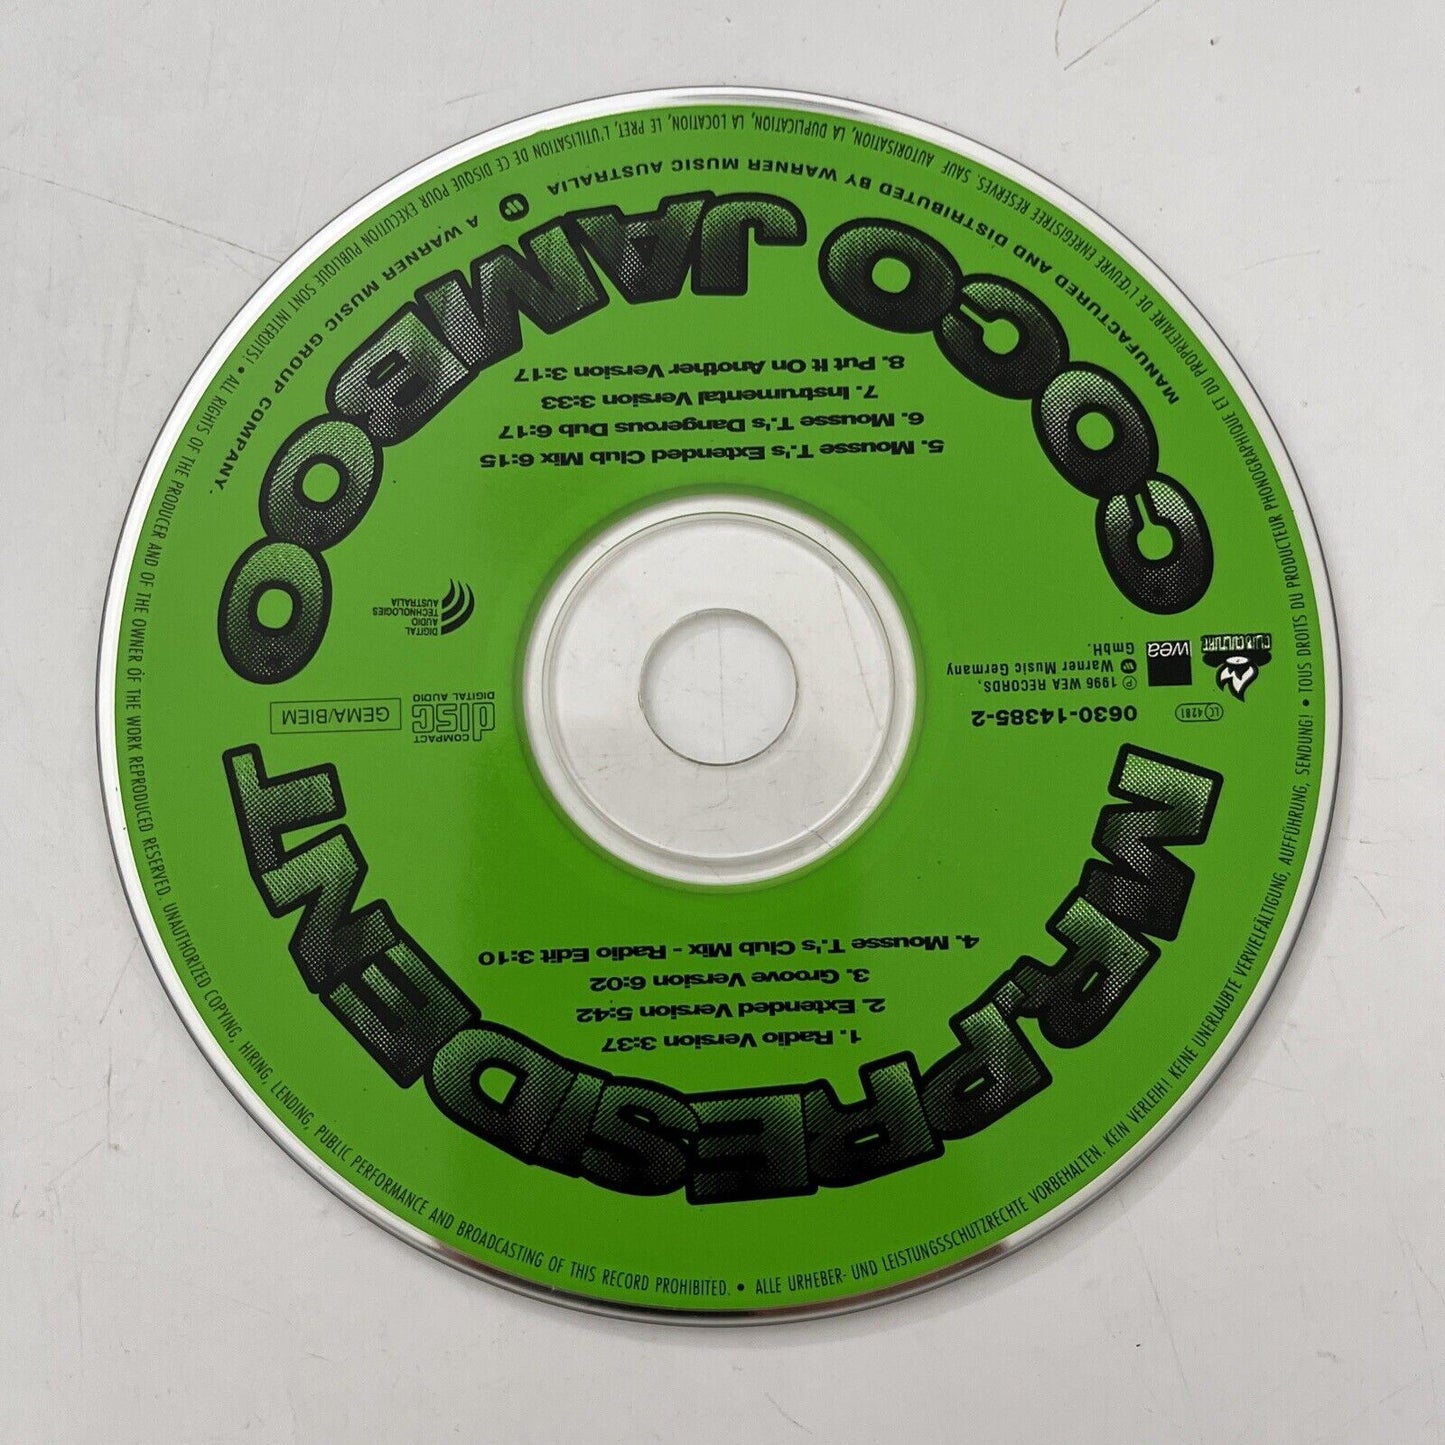 MR. PRESIDENT
1. Radio Version 3:37
2. Extended Version 5:42
3. Groove Version 6:02
4. Mousse T.'s Club Mix - Radio Edit 3:10
LC 4281
0630-14385-2
℗ 1996 WEA RECORDS,
Warner Music Germany
GmbH.
wea
CLUB CULTURE
COMPACT
disc
DIGITAL AUDIO
GEMA/BIEM
DIGITAL
AUDIO
TECHNOLOGIES
AUSTRALIA
5. Mousse T.'s Extended Club Mix 6:15
6. Mousse T.'s Dangerous Dub 6:17
7. Instrumental Version 3:33
8. Put It On Another Version 3:17
COCO JAMBOO
MANUFACTURED AND DISTRIBUTED BY WARNER MUSIC AUSTRALIA A WARNER MUSIC GROUP COMPANY.
ALL RIGHTS OF THE PRODUCER AND OF THE OWNER OF THE WORK REPRODUCED RESERVED. UNAUTHORIZED COPYING, HIRING, LENDING, PUBLIC PERFORMANCE AND BROADCASTING OF THIS RECORD PROHIBITED. • ALLE URHEBER- UND LEISTUNGSSCHUTZRECHTE VORBEHALTEN. KEIN VERLEIH! KEINE UNERLAUBTE VERVIELFÄLTIGUNG, AUFFÜHRUNG, SENDUNG! • TOUS DROITS DU PRODUCTEUR PHONOGRAPHIQUE ET DU PROPRIETAIRE DE L'ŒUVRE ENREGISTREE RESERVES. SAUF AUTORISATION, LA DUPLICATION, LA LOCATION, LE PRET, L'UTILISATION DE CE DISQUE POUR EXECUTION PUBLIQUE SONT INTERDITS! •